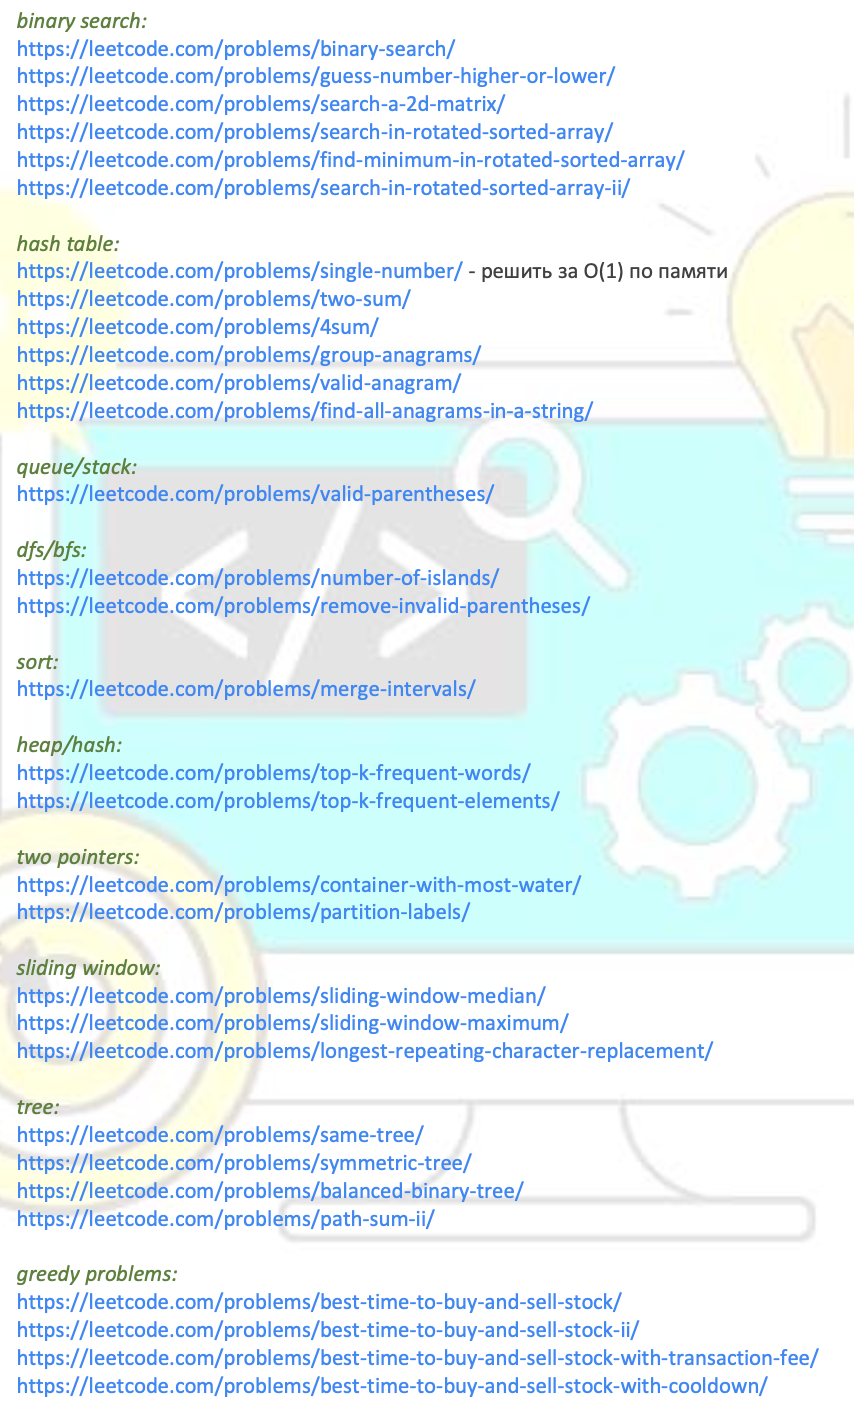 binary search:
https://leetcode.com/problems/binary-search/
https://leetcode.com/problems/guess-number-higher-or-lower/
https://leetcode.com/problems/search-a-2d-matrix/
https://leetcode.com/problems/search-in-rotated-sorted-array/
https://leetcode.com/problems/find-minimum-in-rotated-sorted-array/
https://leetcode.com/problems/search-in-rotated-sorted-array-ii/
hash table:
https://leetcode.com/problems/single-number/ - решить за O(1) по памяти
https://leetcode.com/problems/two-sum/
https://leetcode.com/problems/4sum/
https://leetcode.com/problems/group-anagrams/
https://leetcode.com/problems/valid-anagram/
https://leetcode.com/problems/find-all-anagrams-in-a-string/
queue/stack:
https://leetcode.com/problems/valid-parentheses/
dfs/bfs:
https://leetcode.com/problems/number-of-islands/
https://leetcode.com/problems/remove-invalid-parentheses/
sort:
https://leetcode.com/problems/merge-intervals/
heap/hash:
https://leetcode.com/problems/top-k-frequent-words/
https://leetcode.com/problems/top-k-frequent-elements/
two pointers:
https://leetcode.com/problems/container-with-most-water/
https://leetcode.com/problems/partition-labels/
sliding window:
https://leetcode.com/problems/sliding-window-median/
https://leetcode.com/problems/sliding-window-maximum/
https://leetcode.com/problems/longest-repeating-character-replacement/
tree:
https://leetcode.com/problems/same-tree/
https://leetcode.com/problems/symmetric-tree/
https://leetcode.com/problems/balanced-binary-tree/
https://leetcode.com/problems/path-sum-ii/
greedy problems:
https://leetcode.com/problems/best-time-to-buy-and-sell-stock/
https://leetcode.com/problems/best-time-to-buy-and-sell-stock-ii/
https://leetcode.com/problems/best-time-to-buy-and-sell-stock-with-transaction-fee/
https://leetcode.com/problems/best-time-to-buy-and-sell-stock-with-cooldown/